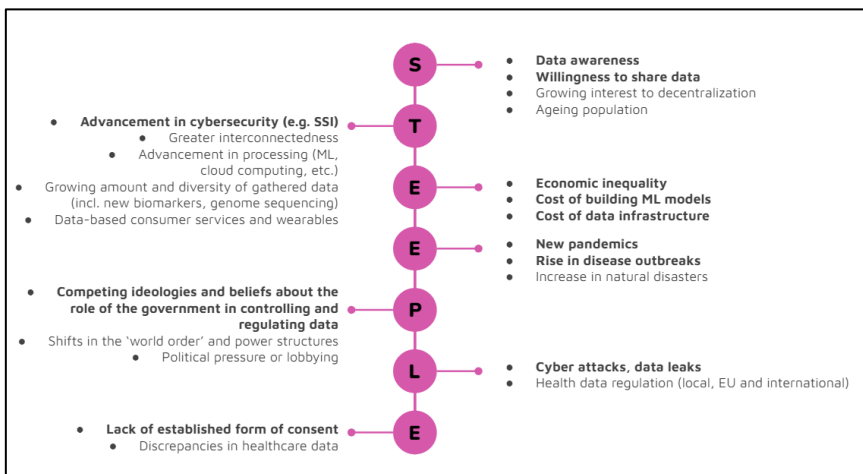 S
● Data awareness
● Willingness to share data
● Growing interest to decentralization
● Ageing population
T
● Advancement in cybersecurity (e.g. SSI)
● Greater interconnectedness
● Advancement in processing (ML,
cloud computing, etc.)
● Growing amount and diversity of gathered data
(incl. new biomarkers, genome sequencing)
● Data-based consumer services and wearables
E
● Economic inequality
● Cost of building ML models
● Cost of data infrastructure
E
● New pandemics
● Rise in disease outbreaks
● Increase in natural disasters
P
● Competing ideologies and beliefs about the
role of the government in controlling and
regulating data
● Shifts in the ‘world order’ and power structures
● Political pressure or lobbying
L
● Cyber attacks, data leaks
● Health data regulation (local, EU and international)
E
● Lack of established form of consent
● Discrepancies in healthcare data